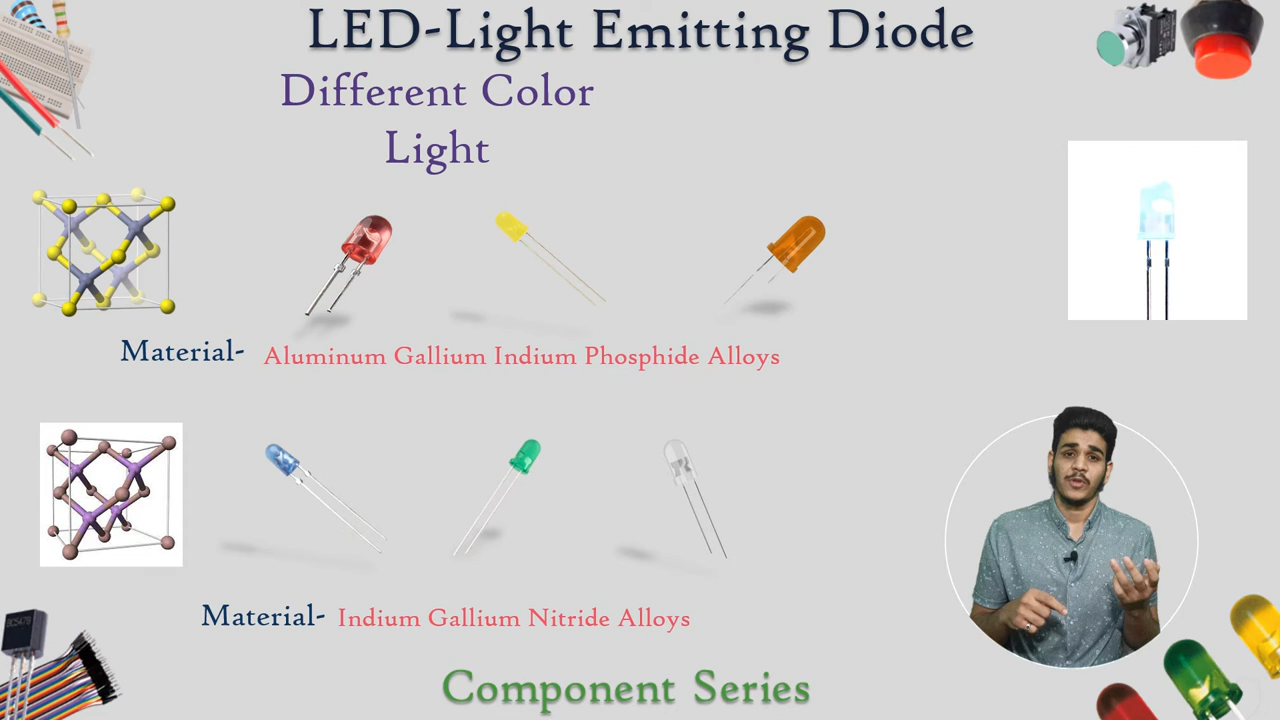 LED-Light Emitting Diode
Different Color
Light
Material- Aluminum Gallium Indium Phosphide Alloys
Material- Indium Gallium Nitride Alloys
Component Series